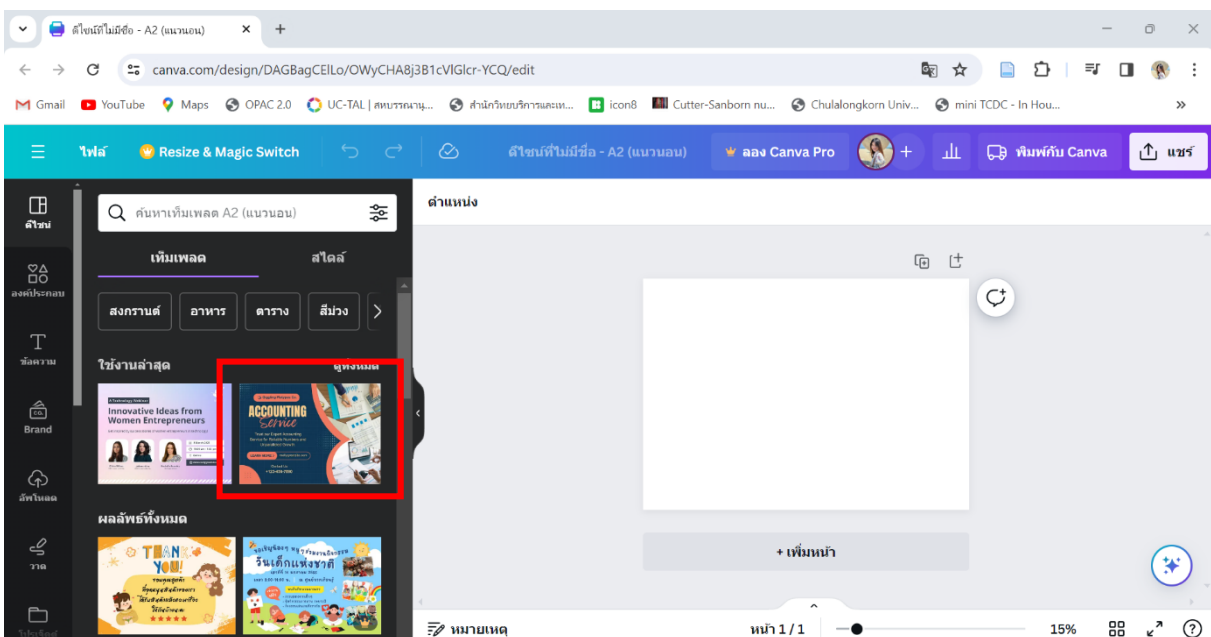 ดีไซน์ที่ไม่มีชื่อ - A2 (แนวนอน)
canva.com/design/DAGBagCElLo/OWyCHA8j3B1cVlGlcr-YCQ/edit
Gmail YouTube Maps OPAC 2.0 UC-TAL | สหบรรณานุ... สำนักวิทยบริการและเท... icon8 Cutter-Sanborn nu... Chulalongkorn Univ... mini TCDC - In Hou...
ไฟล์ Resize & Magic Switch ดีไซน์ที่ไม่มีชื่อ - A2 (แนวนอน) ลอง Canva Pro พิมพ์กับ Canva แชร์
ดีไซน์
องค์ประกอบ
ข้อความ
CO.
Brand
อัพโหลด
วาด
ค้นหาเท็มเพลต A2 (แนวนอน)
เท็มเพลต สไตล์
สงกรานต์ อาหาร ตาราง สีม่วง
ใช้งานล่าสุด ดูทั้งหมด
Innovative Ideas from
Women Entrepreneurs
ACCOUNTING
Service
LEARN MORE
+123-456-7890
ผลลัพธ์ทั้งหมด
THANK
YOU!
วันเด็กแห่งชาติ
ตำแหน่ง
+ เพิ่มหน้า
หมายเหตุ หน้า 1 / 1 15%